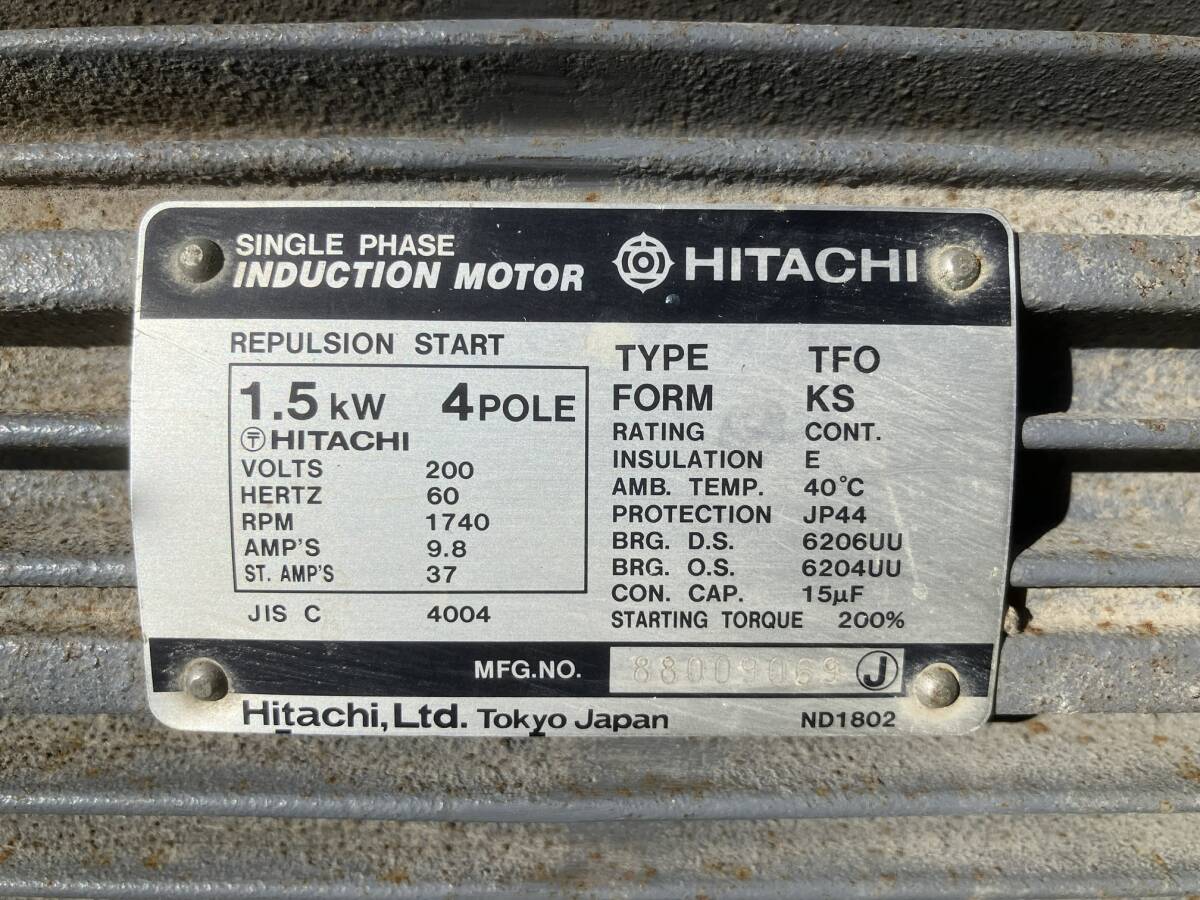 SINGLE PHASE
INDUCTION MOTOR
HITACHI
REPULSION START
1.5 kW 4 POLE
〒 HITACHI
VOLTS 200
HERTZ 60
RPM 1740
AMP'S 9.8
ST. AMP'S 37
JIS C 4004
TYPE TFO
FORM KS
RATING CONT.
INSULATION E
AMB. TEMP. 40°C
PROTECTION JP44
BRG. D.S. 6206UU
BRG. O.S. 6204UU
CON. CAP. 15μF
STARTING TORQUE 200%
MFG.NO. 88009069 J
Hitachi, Ltd. Tokyo Japan ND1802